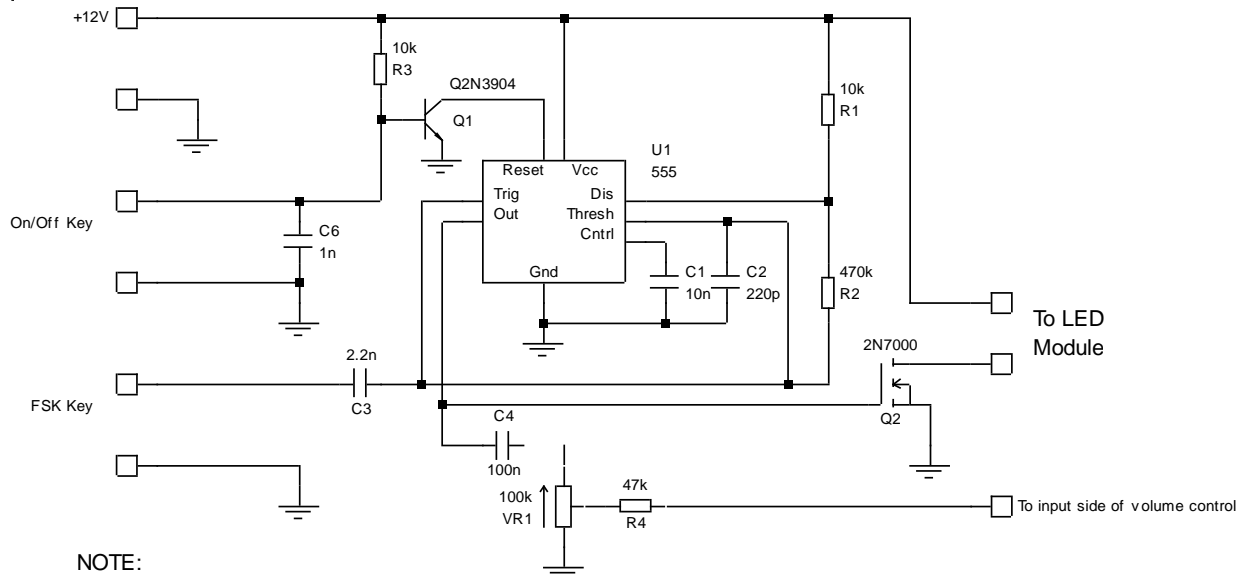 +12V
10k
R3
Q2N3904
Q1
10k
R1
U1
555
Reset
Vcc
Trig
Dis
Out
Thresh
Cntrl
On/Off Key
C6
1n
Gnd
C1
10n
C2
220p
470k
R2
To LED
Module
2.2n
2N7000
FSK Key
C3
C4
Q2
100n
100k
VR1
47k
R4
To input side of volume control
NOTE: